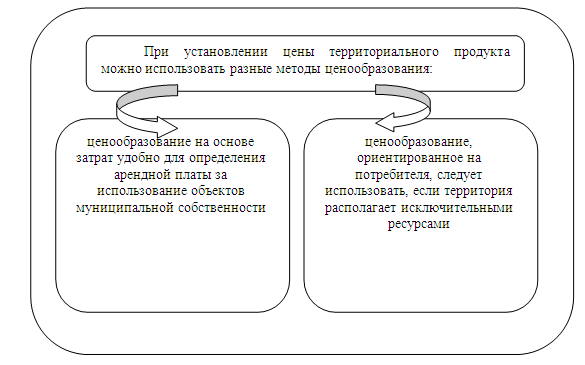 При установлении цены территориального продукта
можно использовать разные методы ценообразования:
ценообразование на основе
затрат удобно для определения
арендной платы за
использование объектов
муниципальной собственности
ценообразование,
ориентированное на
потребителя, следует
использовать, если территория
располагает исключительными
ресурсами